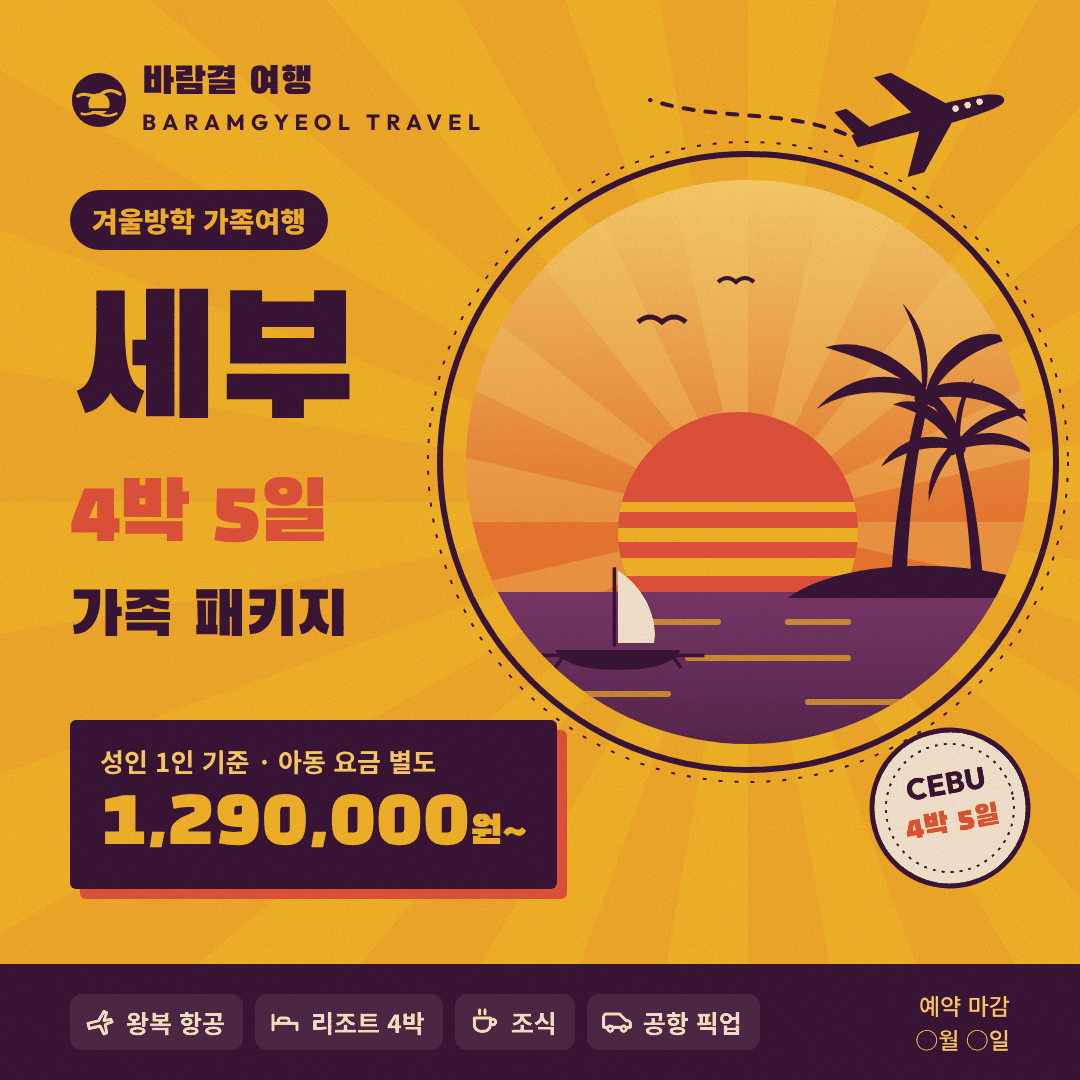 바람결 여행
BARAMGYEOL TRAVEL
겨울방학 가족여행
세부
4박 5일
가족 패키지
성인 1인 기준 · 아동 요금 별도
1,290,000원~
CEBU
4박 5일
왕복 항공
리조트 4박
조식
공항 픽업
예약 마감
○월 ○일